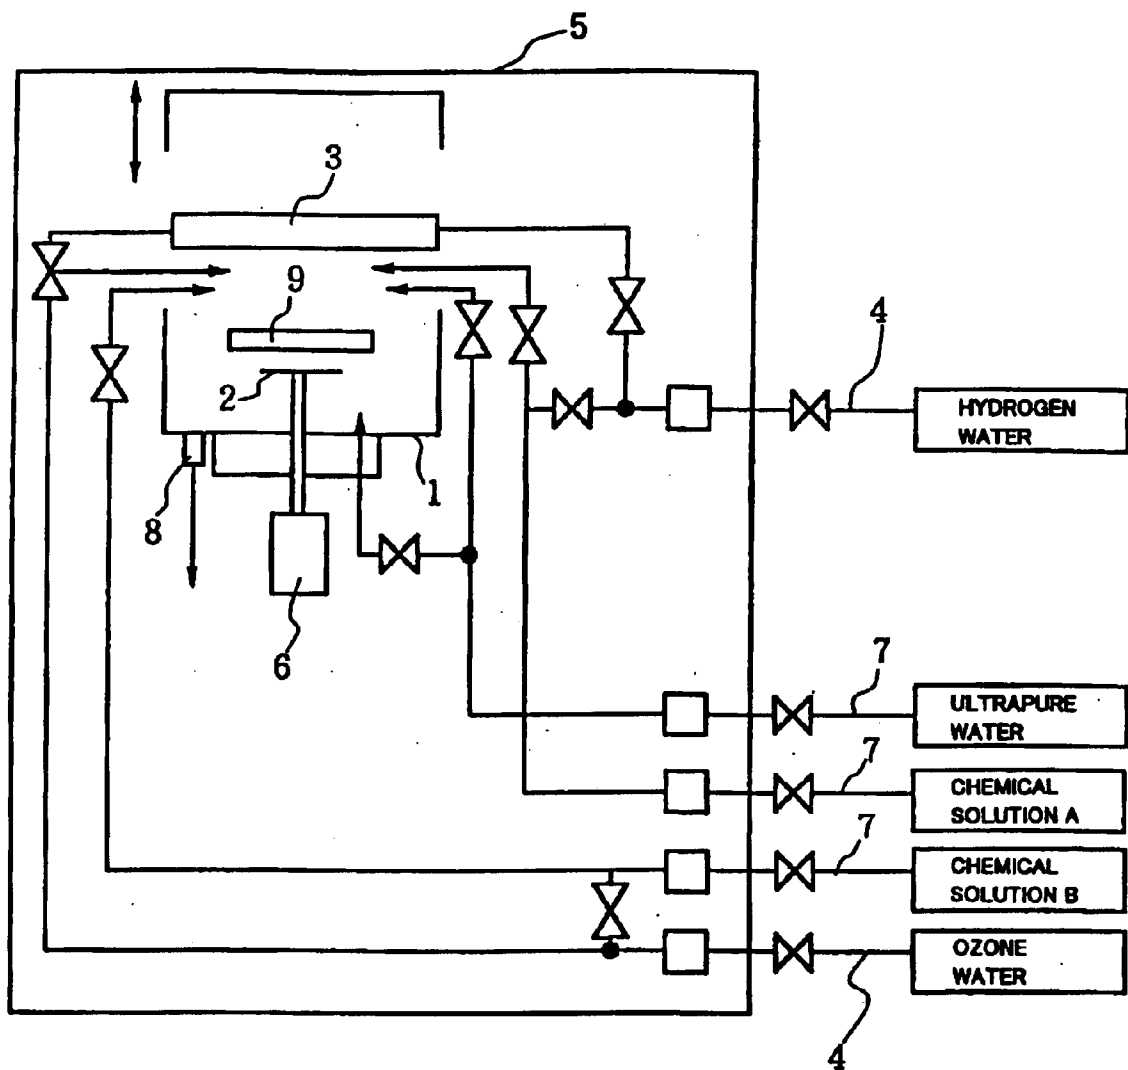 5
3
9
4
HYDROGEN
WATER
2
1
8
6
7
ULTRAPURE
WATER
7
CHEMICAL
SOLUTION A
7
CHEMICAL
SOLUTION B
OZONE
WATER
4